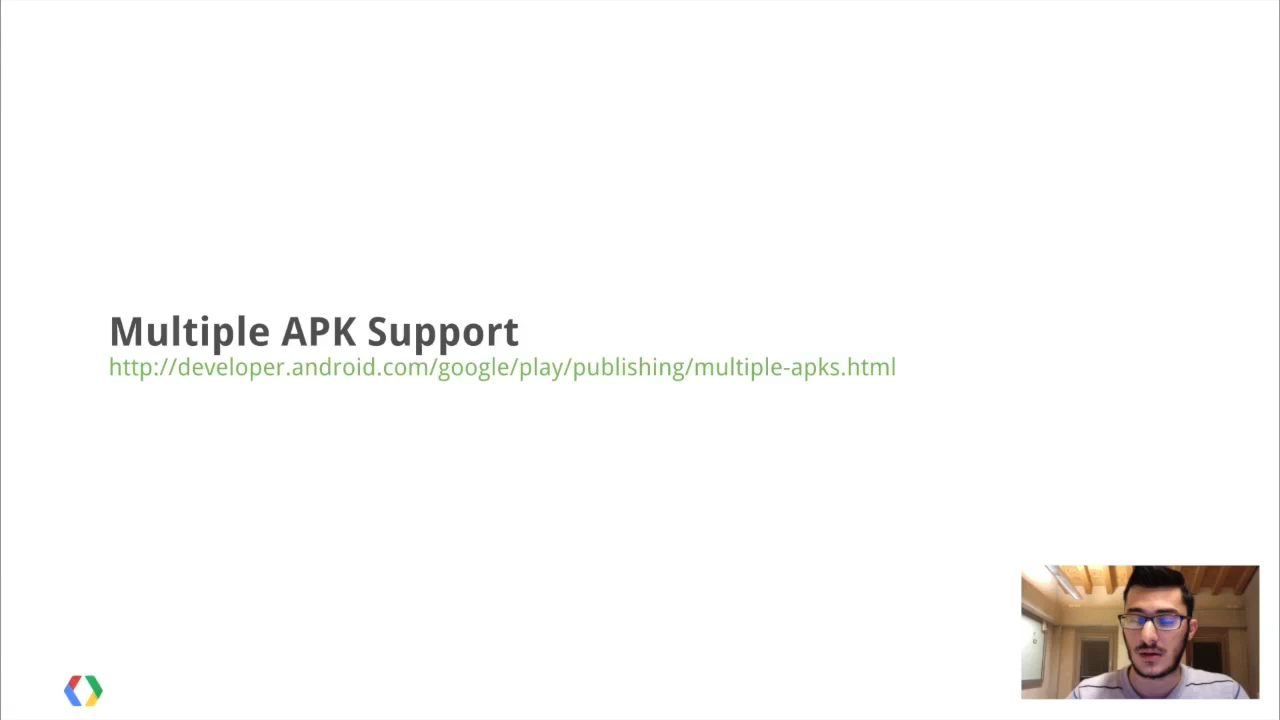 Multiple APK Support
http://developer.android.com/google/play/publishing/multiple-apks.html